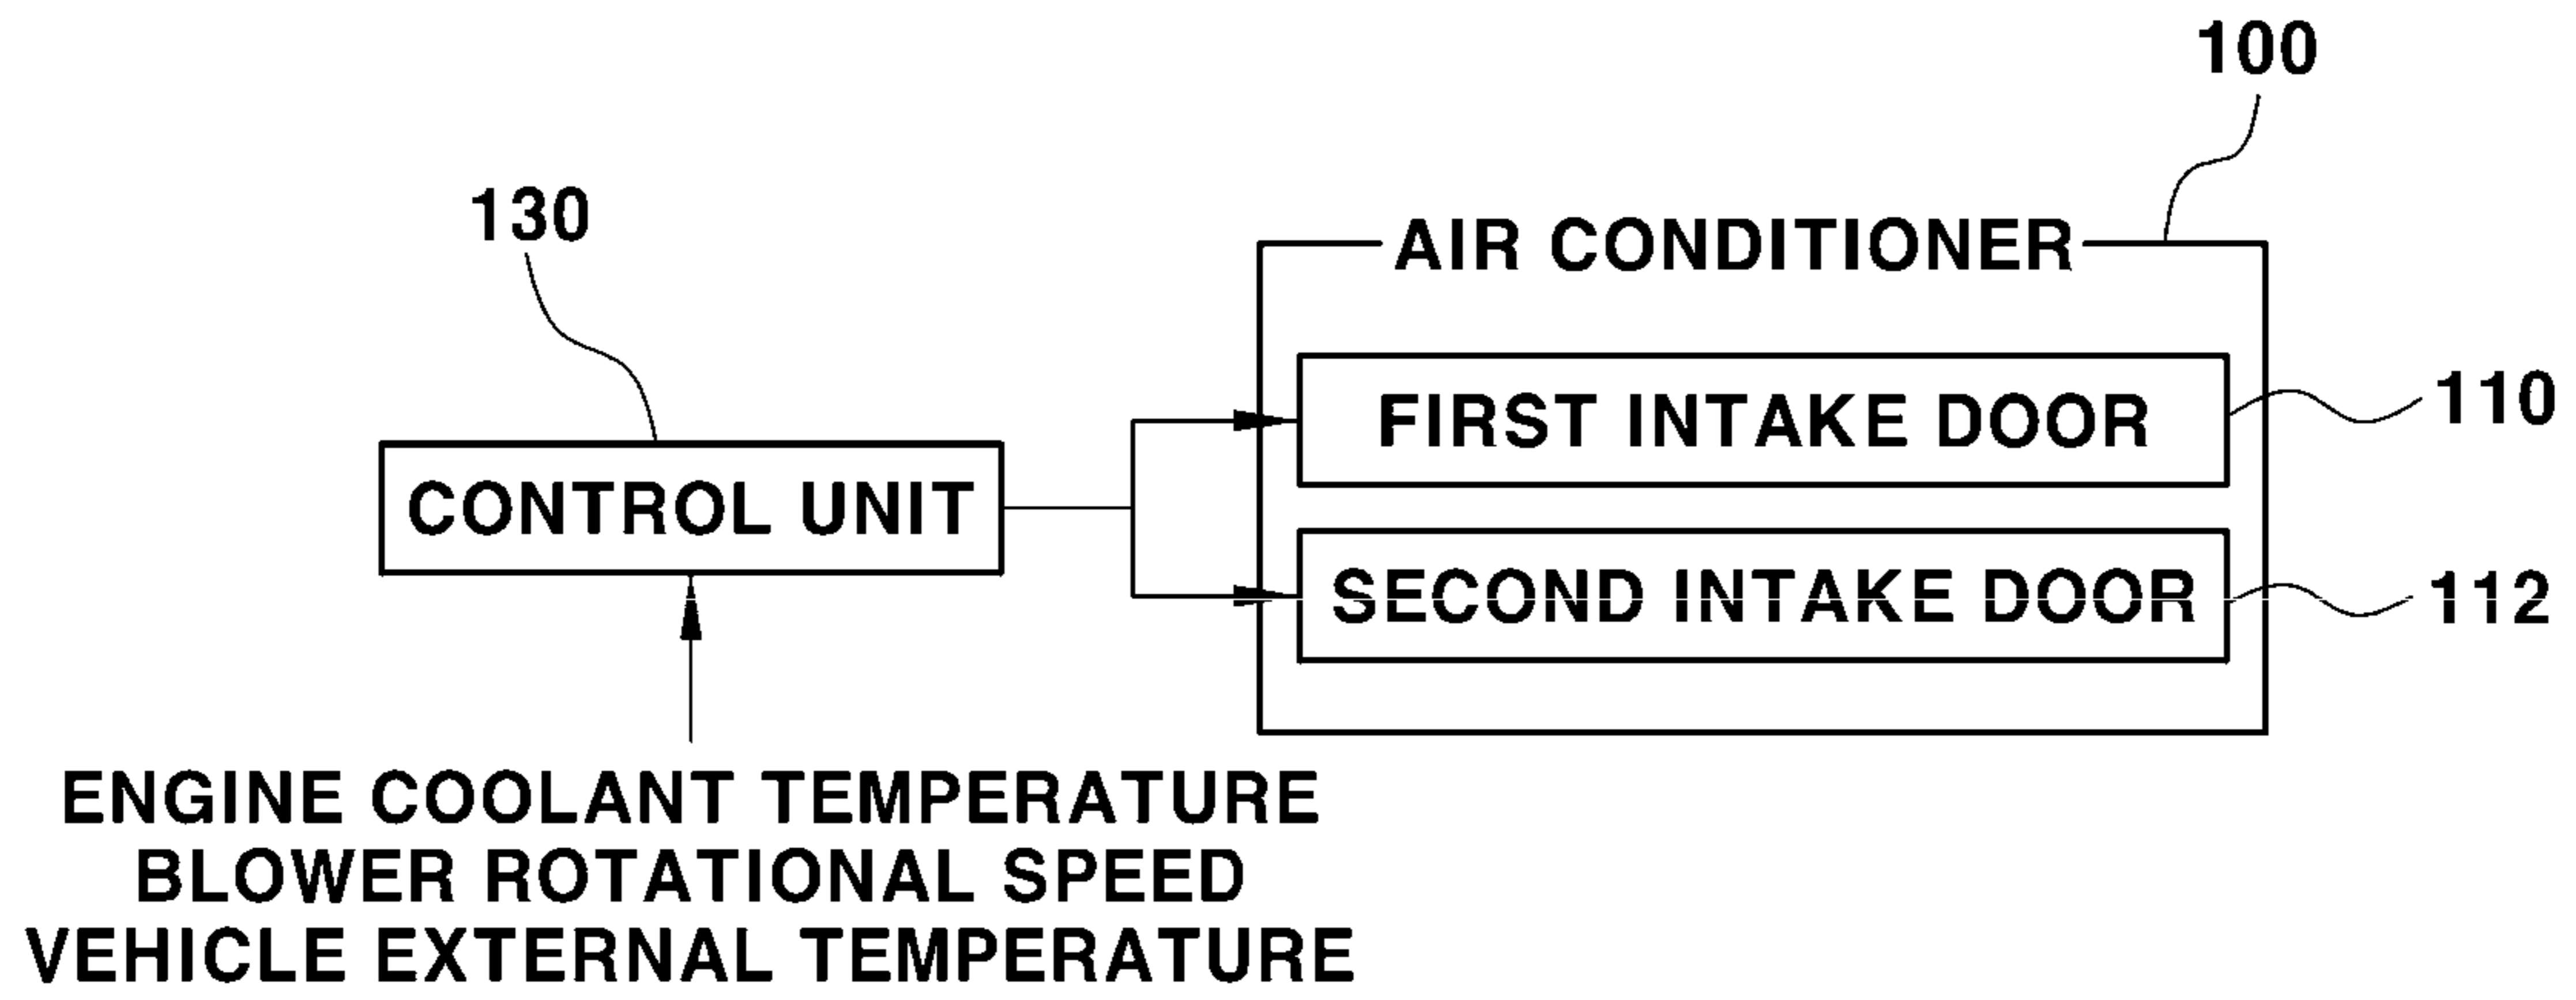 100
130
AIR CONDITIONER
FIRST INTAKE DOOR
110
CONTROL UNIT
SECOND INTAKE DOOR
112
ENGINE COOLANT TEMPERATURE
BLOWER ROTATIONAL SPEED
VEHICLE EXTERNAL TEMPERATURE